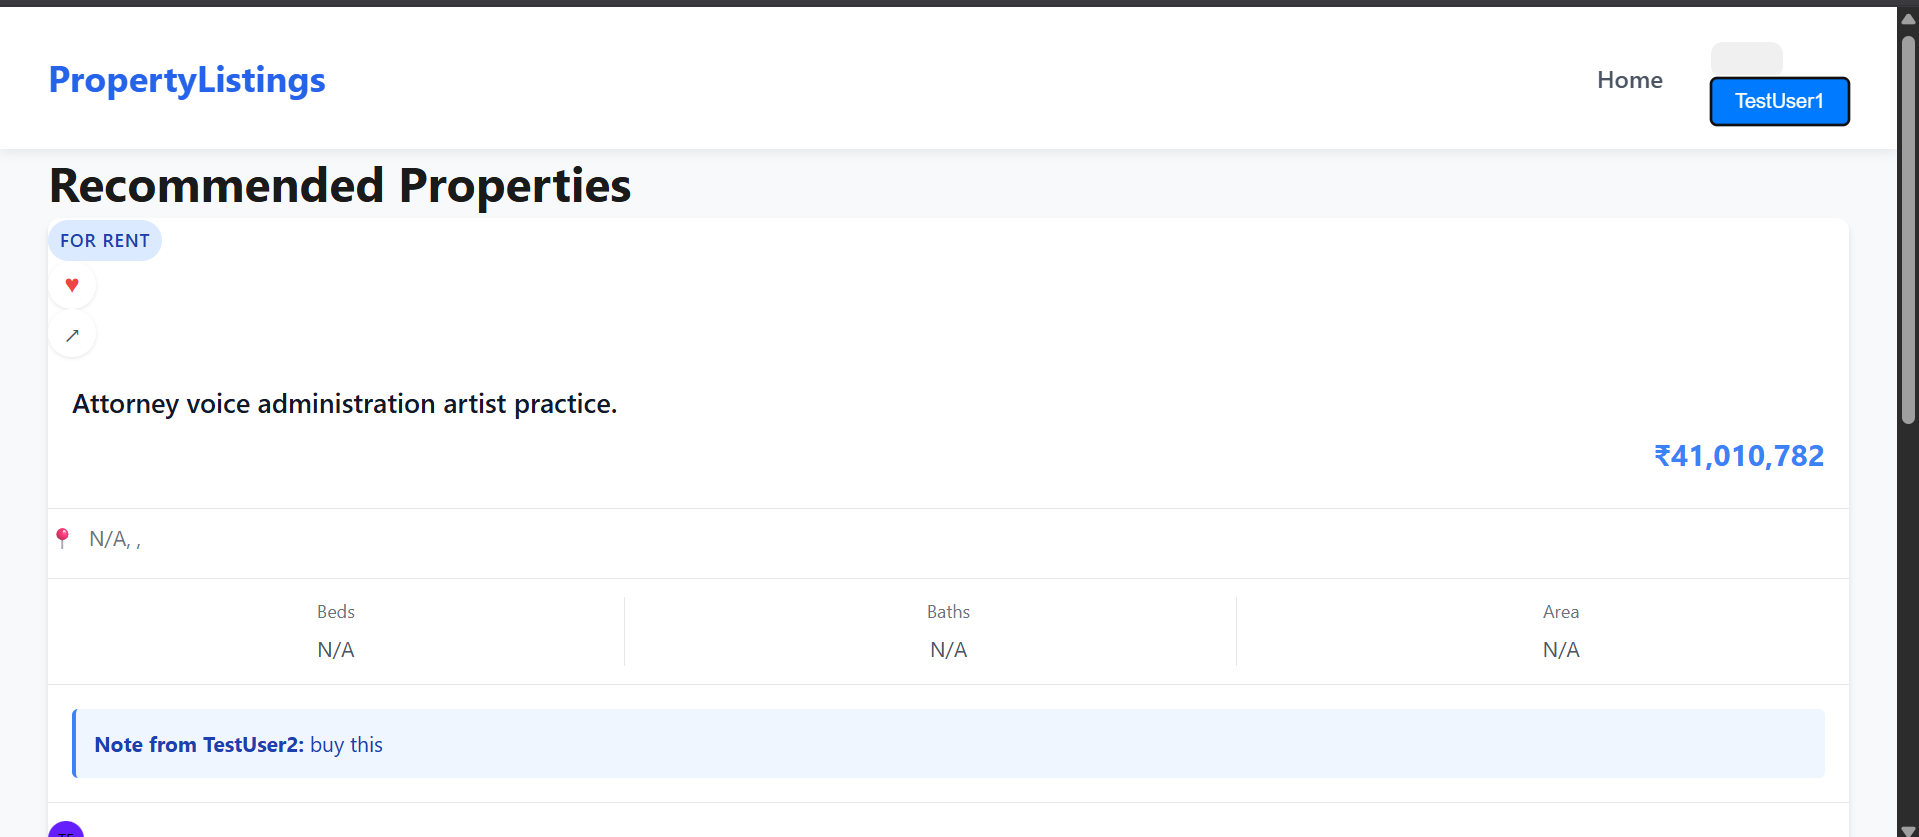 PropertyListings
Home
TestUser1
Recommended Properties
FOR RENT
Attorney voice administration artist practice.
₹41,010,782
N/A, ,
Beds
Baths
Area
N/A
N/A
N/A
Note from TestUser2: buy this